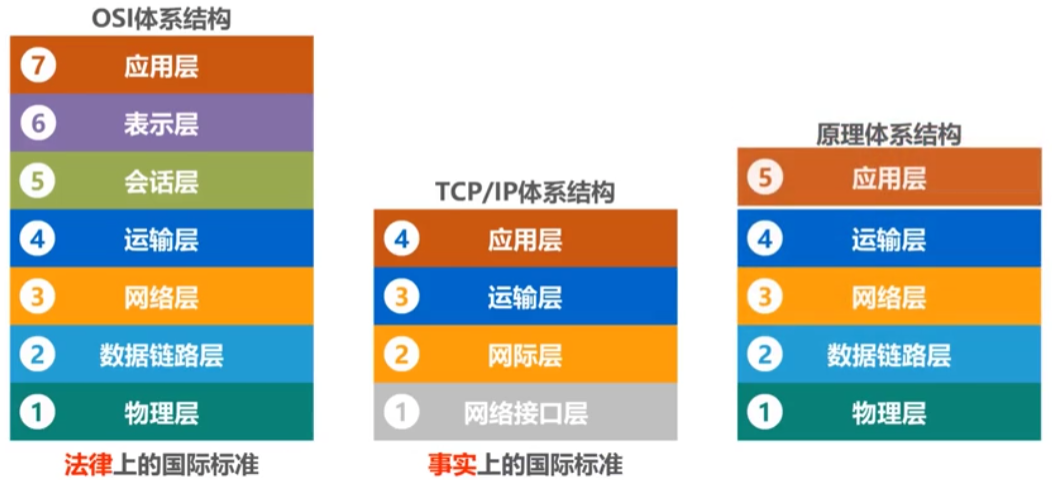 OSI体系结构
7 应用层
6 表示层
5 会话层
4 运输层
3 网络层
2 数据链路层
1 物理层
法律上的国际标准
TCP/IP体系结构
4 应用层
3 运输层
2 网际层
1 网络接口层
事实上的国际标准
原理体系结构
5 应用层
4 运输层
3 网络层
2 数据链路层
1 物理层